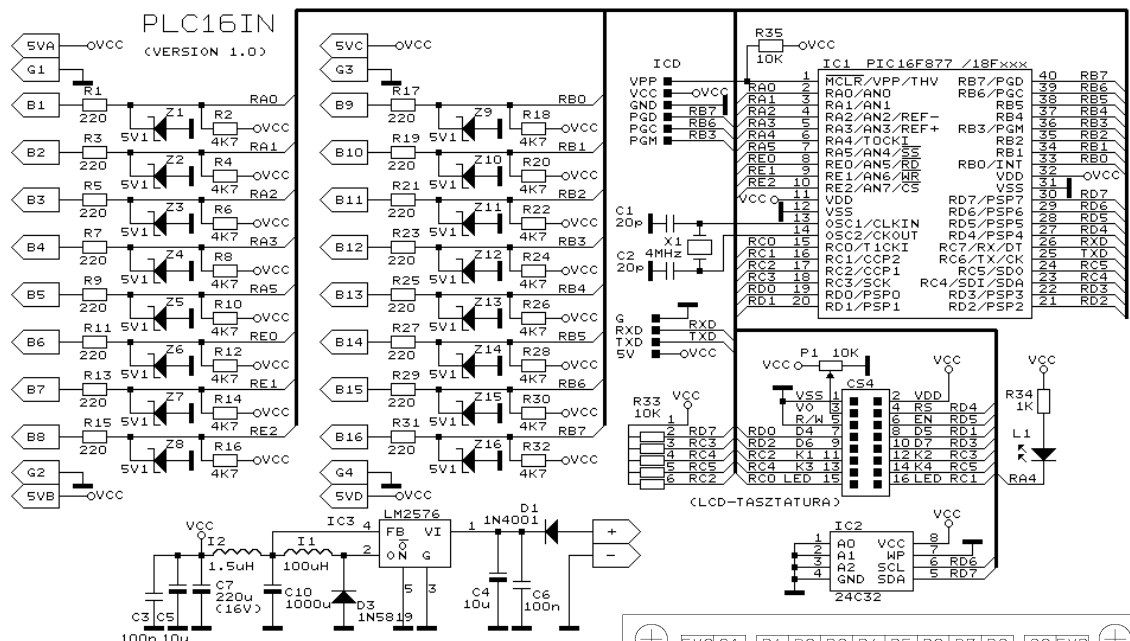 PLC16IN
(VERSION 1.0)
5VA VCC
G1
B1 R1 220 Z1 5V1 R2 4K7 VCC RA0
B2 R3 220 Z2 5V1 R4 4K7 VCC RA1
B3 R5 220 Z3 5V1 R6 4K7 VCC RA2
B4 R7 220 Z4 5V1 R8 4K7 VCC RA3
B5 R9 220 Z5 5V1 R10 4K7 VCC RA5
B6 R11 220 Z6 5V1 R12 4K7 VCC RE0
B7 R13 220 Z7 5V1 R14 4K7 VCC RE1
B8 R15 220 Z8 5V1 R16 4K7 VCC RE2
G2
5VB VCC
5VC VCC
G3
B9 R17 220 Z9 5V1 R18 4K7 VCC RB0
B10 R19 220 Z10 5V1 R20 4K7 VCC RB1
B11 R21 220 Z11 5V1 R22 4K7 VCC RB2
B12 R23 220 Z12 5V1 R24 4K7 VCC RB3
B13 R25 220 Z13 5V1 R26 4K7 VCC RB4
B14 R27 220 Z14 5V1 R28 4K7 VCC RB5
B15 R29 220 Z15 5V1 R30 4K7 VCC RB6
B16 R31 220 Z16 5V1 R32 4K7 VCC RB7
G4
5VD VCC
R35
10K
VCC
ICD
VPP
VCC VCC
GND
PGD RB7
PGC RB6
PGM RB3
IC1 PIC16F877 /18Fxxx
1 MCLR/VPP/THV RB7/PGD 40 RB7
RA0 2 RA0/AN0 RB6/PGC 39 RB6
RA1 3 RA1/AN1 RB5 38 RB5
RA2 4 RA2/AN2/REF- RB4 37 RB4
RA3 5 RA3/AN3/REF+ RB3/PGM 36 RB3
RA4 6 RA4/TOCKI RB2 35 RB2
RA5 7 RA5/AN4/SS RB1 34 RB1
RE0 8 RE0/AN5/RD RB0/INT 33 RB0
RE1 9 RE1/AN6/WR VDD 32 VCC
RE2 10 RE2/AN7/CS VSS 31
VCC 11 VDD RD7/PSP7 30 RD7
12 VSS RD6/PSP6 29 RD6
13 OSC1/CLKIN RD5/PSP5 28 RD5
14 OSC2/CKOUT RD4/PSP4 27 RD4
RC0 15 RC0/T1CKI RC7/RX/DT 26 RXD
RC1 16 RC1/CCP2 RC6/TX/CK 25 TXD
RC2 17 RC2/CCP1 RC5/SDO 24 RC5
RC3 18 RC3/SCK RC4/SDI/SDA 23 RC4
RD0 19 RD0/PSP0 RD3/PSP3 22 RD3
RD1 20 RD1/PSP1 RD2/PSP2 21 RD2
C1
20p
X1
4MHz
C2
20p
G
RXD RXD
TXD TXD
5V VCC
P1 10K
VCC
CS4
VCC
VSS 1 2 VDD
VO 3 4 RS RD4
R/W 5 6 EN RD5
RD0 D4 7 8 D5 RD1
RD2 D6 9 10 D7 RD3
RC2 K1 11 12 K2 RC3
RC4 K3 13 14 K4 RC5
RC0 LED 15 16 LED RC1
(LCD-TASZTATURA)
R33
10K
VCC
1
2 RD7
3 RC3
4 RC4
5 RC5
6 RC2
VCC
R34
1K
L1
RA4
IC2
VCC
1 A0 VCC 8
2 A1 WP 7
3 A2 SCL 6 RD6
4 GND SDA 5 RD7
24C32
IC3
LM2576
4 FB VI 1
2 ON G
5 3
D1
1N4001
+
-
VCC
I2
1.5uH
I1
100uH
C7
220u
(16V)
C10
1000u
D3
1N5819
C4
10u
C6
100n
C3 C5
100n 10u